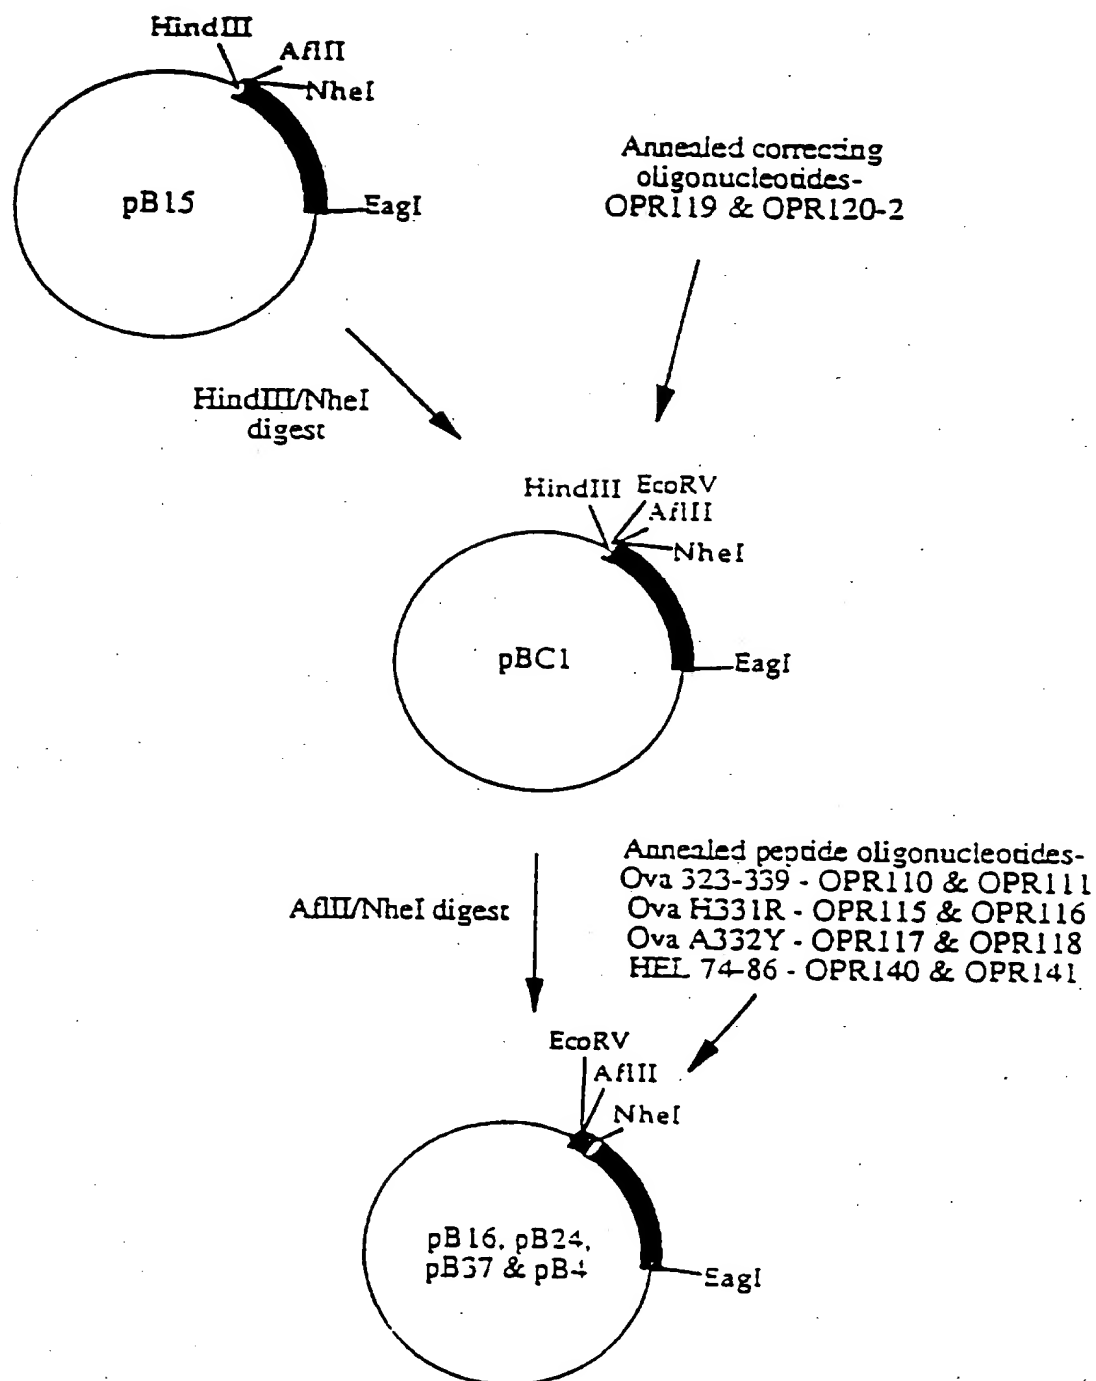 HindIII
AflII
NheI
pB15
EagI
Annealed correcting
oligonucleotides-
OPR119 & OPR120-2
HindIII/NheI
digest
HindIII
EcoRV
AflII
NheI
pBC1
EagI
AflII/NheI digest
Annealed peptide oligonucleotides-
Ova 323-339 - OPR110 & OPR111
Ova H331R - OPR115 & OPR116
Ova A332Y - OPR117 & OPR118
HEL 74-86 - OPR140 & OPR141
EcoRV
AflII
NheI
pB16, pB24,
pB37 & pB4
EagI